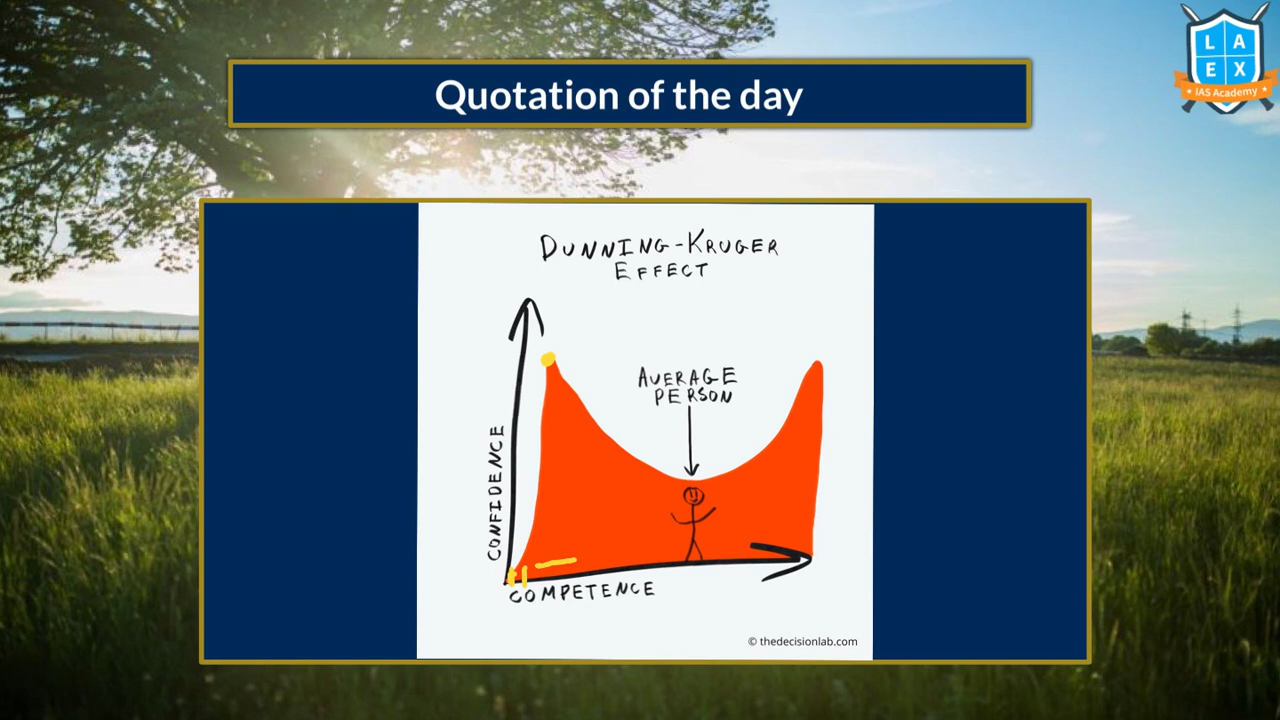 L A
E X
IAS Academy
Quotation of the day
DUNNING-KRUGER
EFFECT
AVERAGE
PERSON
CONFIDENCE
COMPETENCE
© thedecisionlab.com